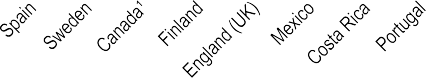 Spain
Sweden
Canada¹
Finland
England (UK)
Mexico
Costa Rica
Portugal